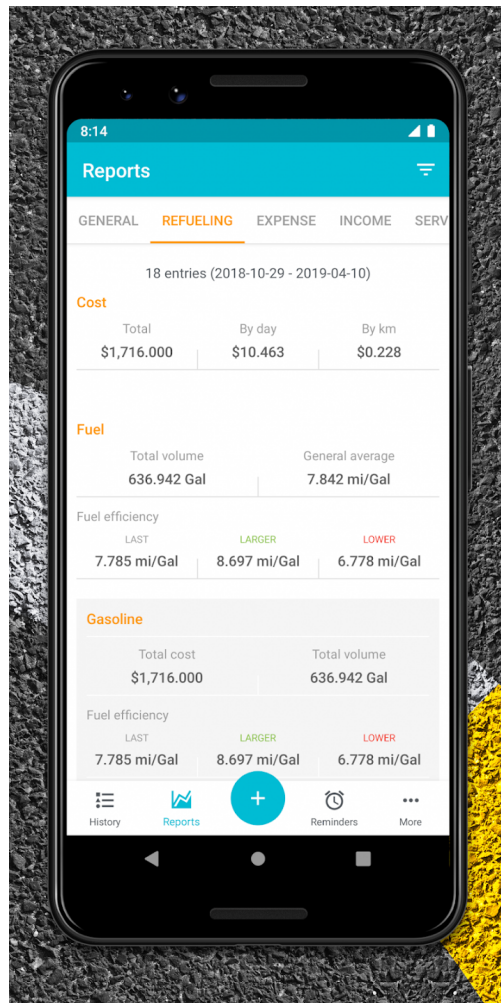 8:14
Reports
GENERAL REFUELING EXPENSE INCOME SERV
18 entries (2018-10-29 - 2019-04-10)
Cost
Total By day By km
$1,716.000 $10.463 $0.228
Fuel
Total volume General average
636.942 Gal 7.842 mi/Gal
Fuel efficiency
LAST LARGER LOWER
7.785 mi/Gal 8.697 mi/Gal 6.778 mi/Gal
Gasoline
Total cost Total volume
$1,716.000 636.942 Gal
Fuel efficiency
LAST LARGER LOWER
7.785 mi/Gal 8.697 mi/Gal 6.778 mi/Gal
History Reports + Reminders More